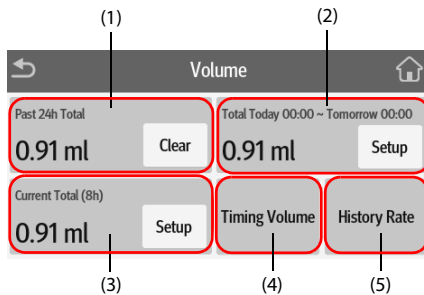 (1) (2)
Volume
Past 24h Total
0.91 ml Clear
Total Today 00:00 ~ Tomorrow 00:00
0.91 ml Setup
Current Total (8h)
0.91 ml Setup
Timing Volume
History Rate
(3) (4) (5)